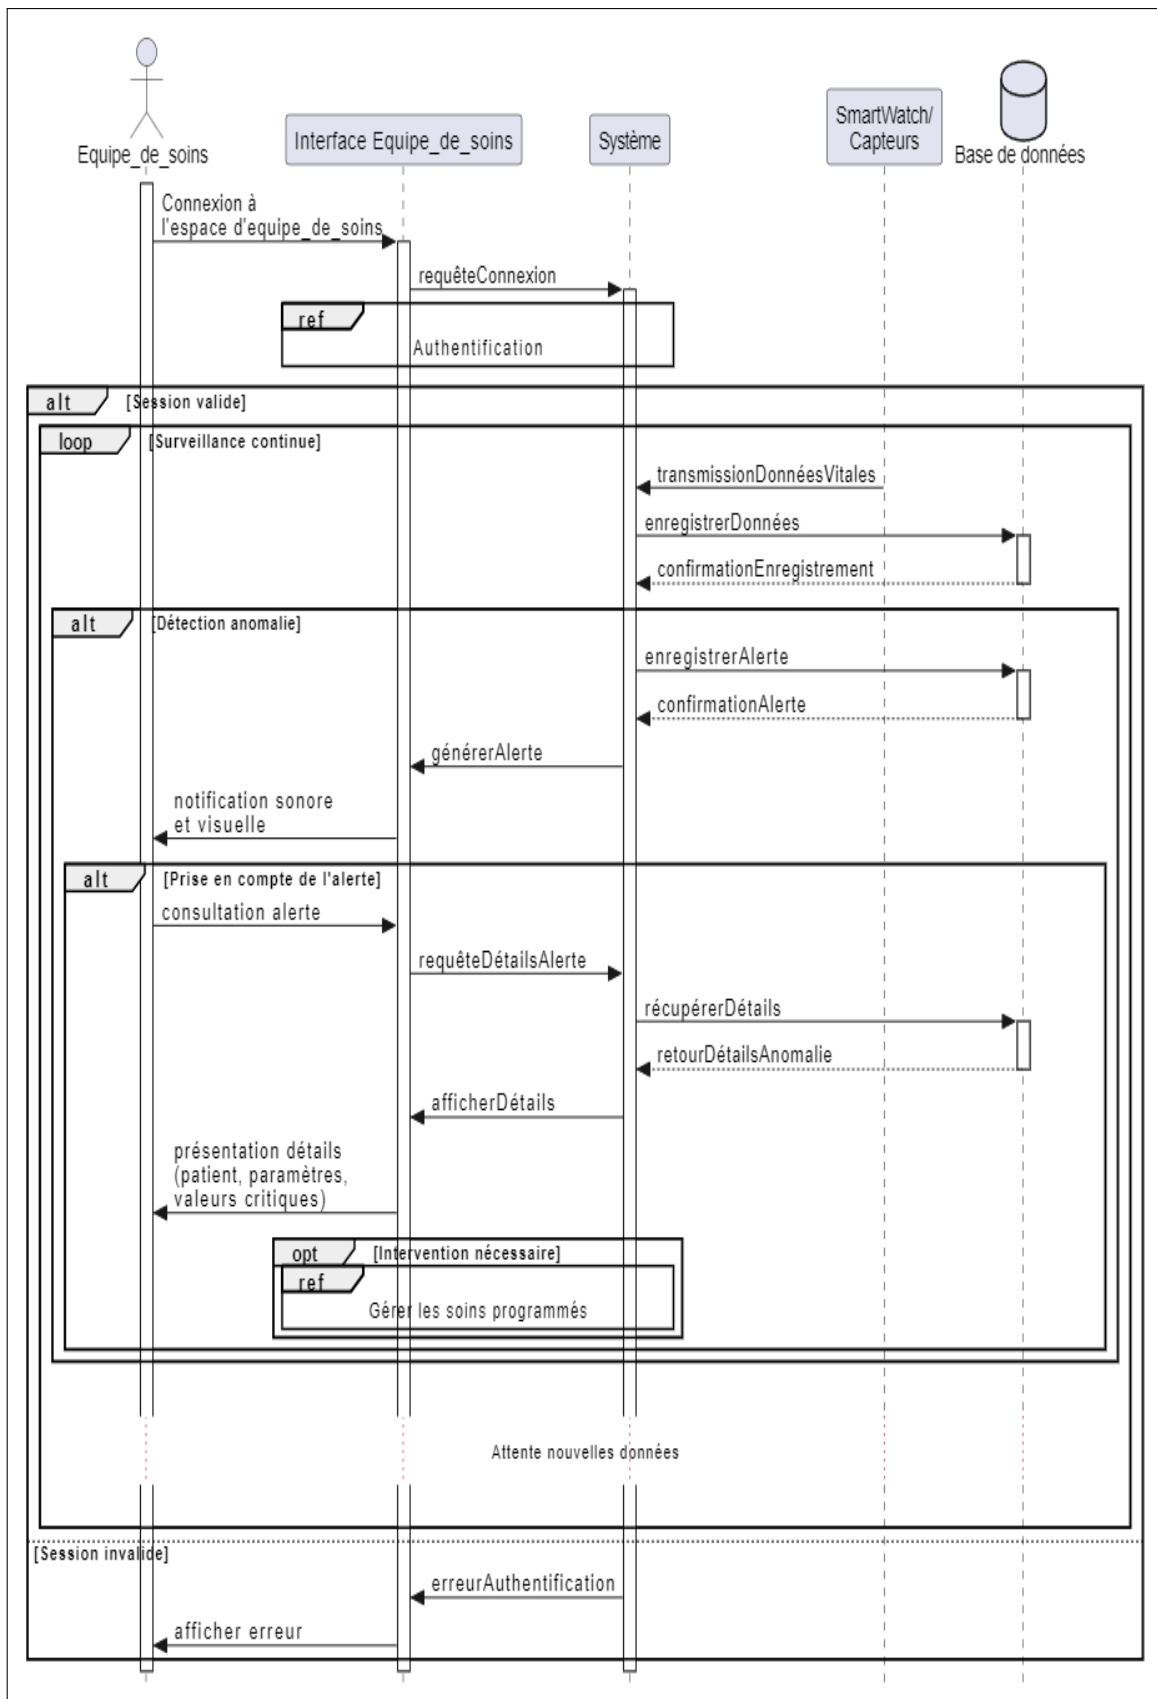 Equipe_de_soins
Interface Equipe_de_soins
Système
SmartWatch/
Capteurs
Base de données
Connexion à
l'espace d'equipe_de_soins
requêteConnexion
ref
Authentification
alt
[Session valide]
loop
[Surveillance continue]
transmissionDonnéesVitales
enregistrerDonnées
confirmationEnregistrement
alt
[Détection anomalie]
enregistrerAlerte
confirmationAlerte
générerAlerte
notification sonore
et visuelle
alt
[Prise en compte de l'alerte]
consultation alerte
requêteDétailsAlerte
récupérerDétails
retourDétailsAnomalie
afficherDétails
présentation détails
(patient, paramètres,
valeurs critiques)
opt
[Intervention nécessaire]
ref
Gérer les soins programmés
Attente nouvelles données
[Session invalide]
erreurAuthentification
afficher erreur